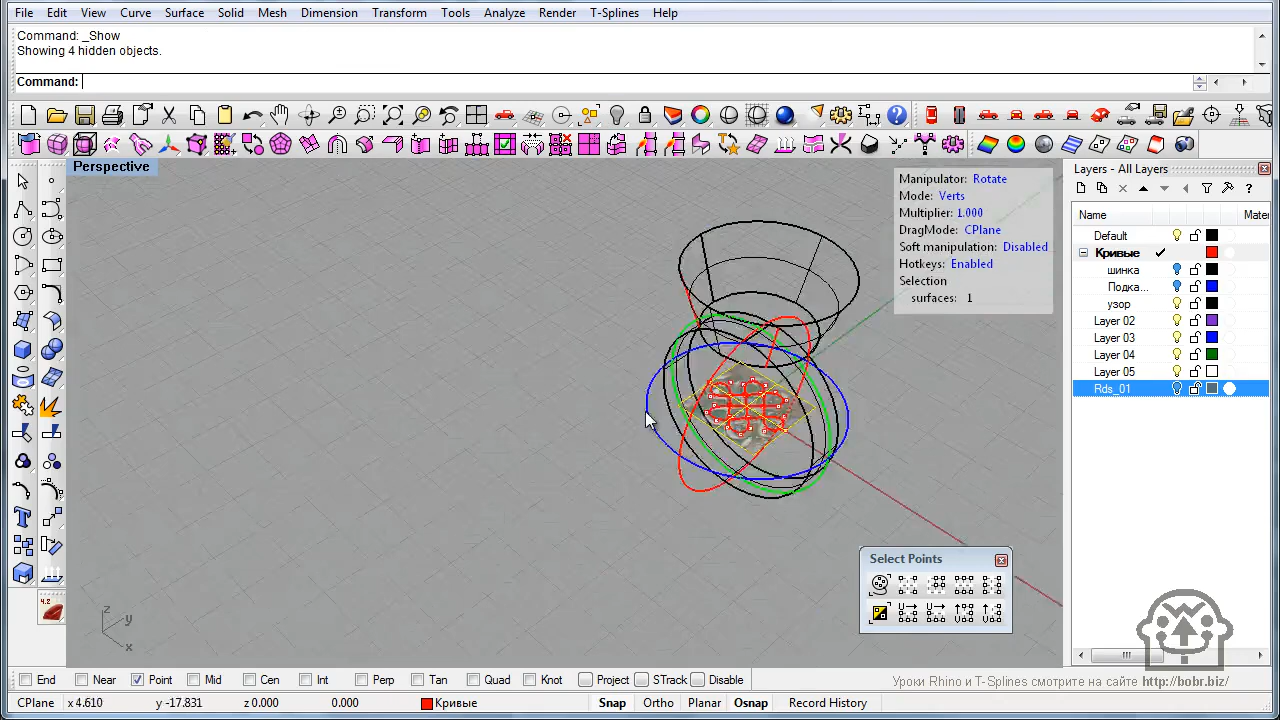 File Edit View Curve Surface Solid Mesh Dimension Transform Tools Analyze Render T-Splines Help
Command: _Show
Showing 4 hidden objects.
Command:
Perspective
Manipulator: Rotate
Mode: Verts
Multiplier: 1.000
DragMode: CPlane
Soft manipulation: Disabled
Hotkeys: Enabled
Selection
surfaces: 1
Layers - All Layers
Name Mater
Default
Кривые
шинка
Подка...
узор
Layer 02
Layer 03
Layer 04
Layer 05
Rds_01
Select Points
4.2
z
y
x
Уроки Rhino и T-Splines смотрите на сайте http://bobr.biz/
End Near Point Mid Cen Int Perp Tan Quad Knot Project STrack Disable
CPlane x 4.610 y -17.831 z 0.000 0.000 Кривые Snap Ortho Planar Osnap Record History